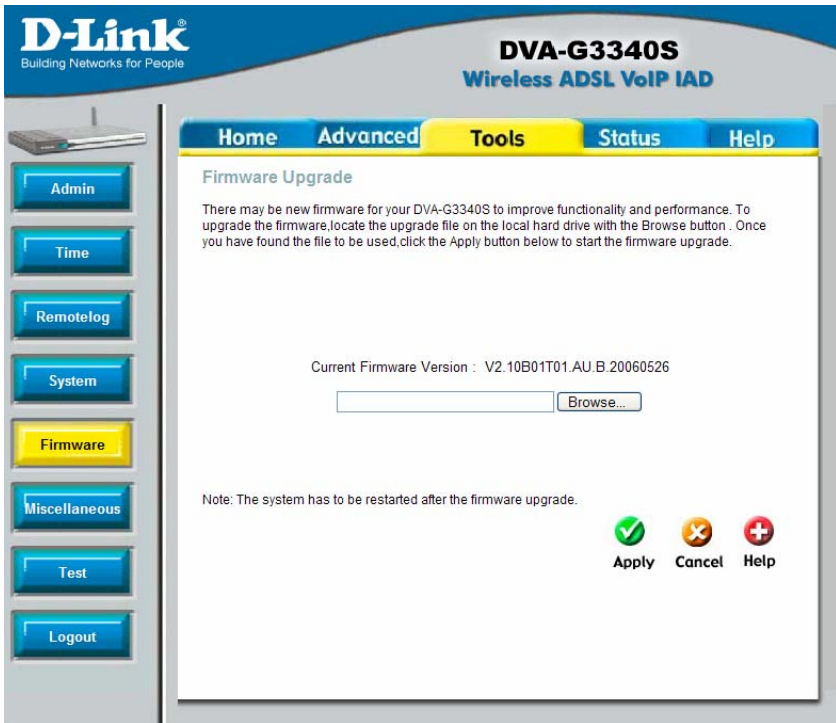 D-Link®
Building Networks for People
DVA-G3340S
Wireless ADSL VoIP IAD
Home Advanced Tools Status Help
Admin
Time
Remotelog
System
Firmware
Miscellaneous
Test
Logout
Firmware Upgrade
There may be new firmware for your DVA-G3340S to improve functionality and performance. To
upgrade the firmware,locate the upgrade file on the local hard drive with the Browse button . Once
you have found the file to be used,click the Apply button below to start the firmware upgrade.
Current Firmware Version : V2.10B01T01.AU.B.20060526
Browse...
Note: The system has to be restarted after the firmware upgrade.
Apply Cancel Help